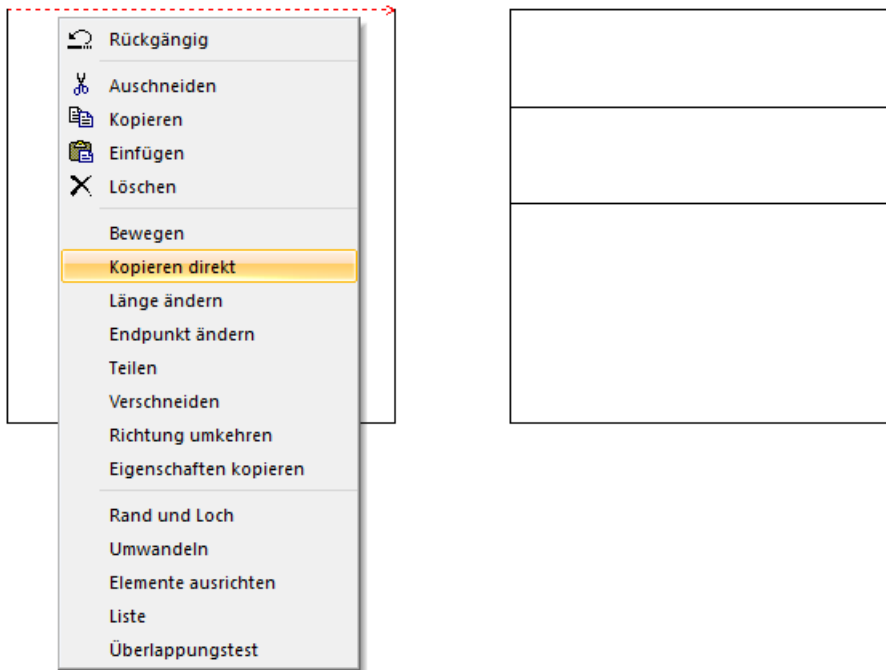 Rückgängig
Auschneiden
Kopieren
Einfügen
Löschen
Bewegen
Kopieren direkt
Länge ändern
Endpunkt ändern
Teilen
Verschneiden
Richtung umkehren
Eigenschaften kopieren
Rand und Loch
Umwandeln
Elemente ausrichten
Liste
Überlappungstest